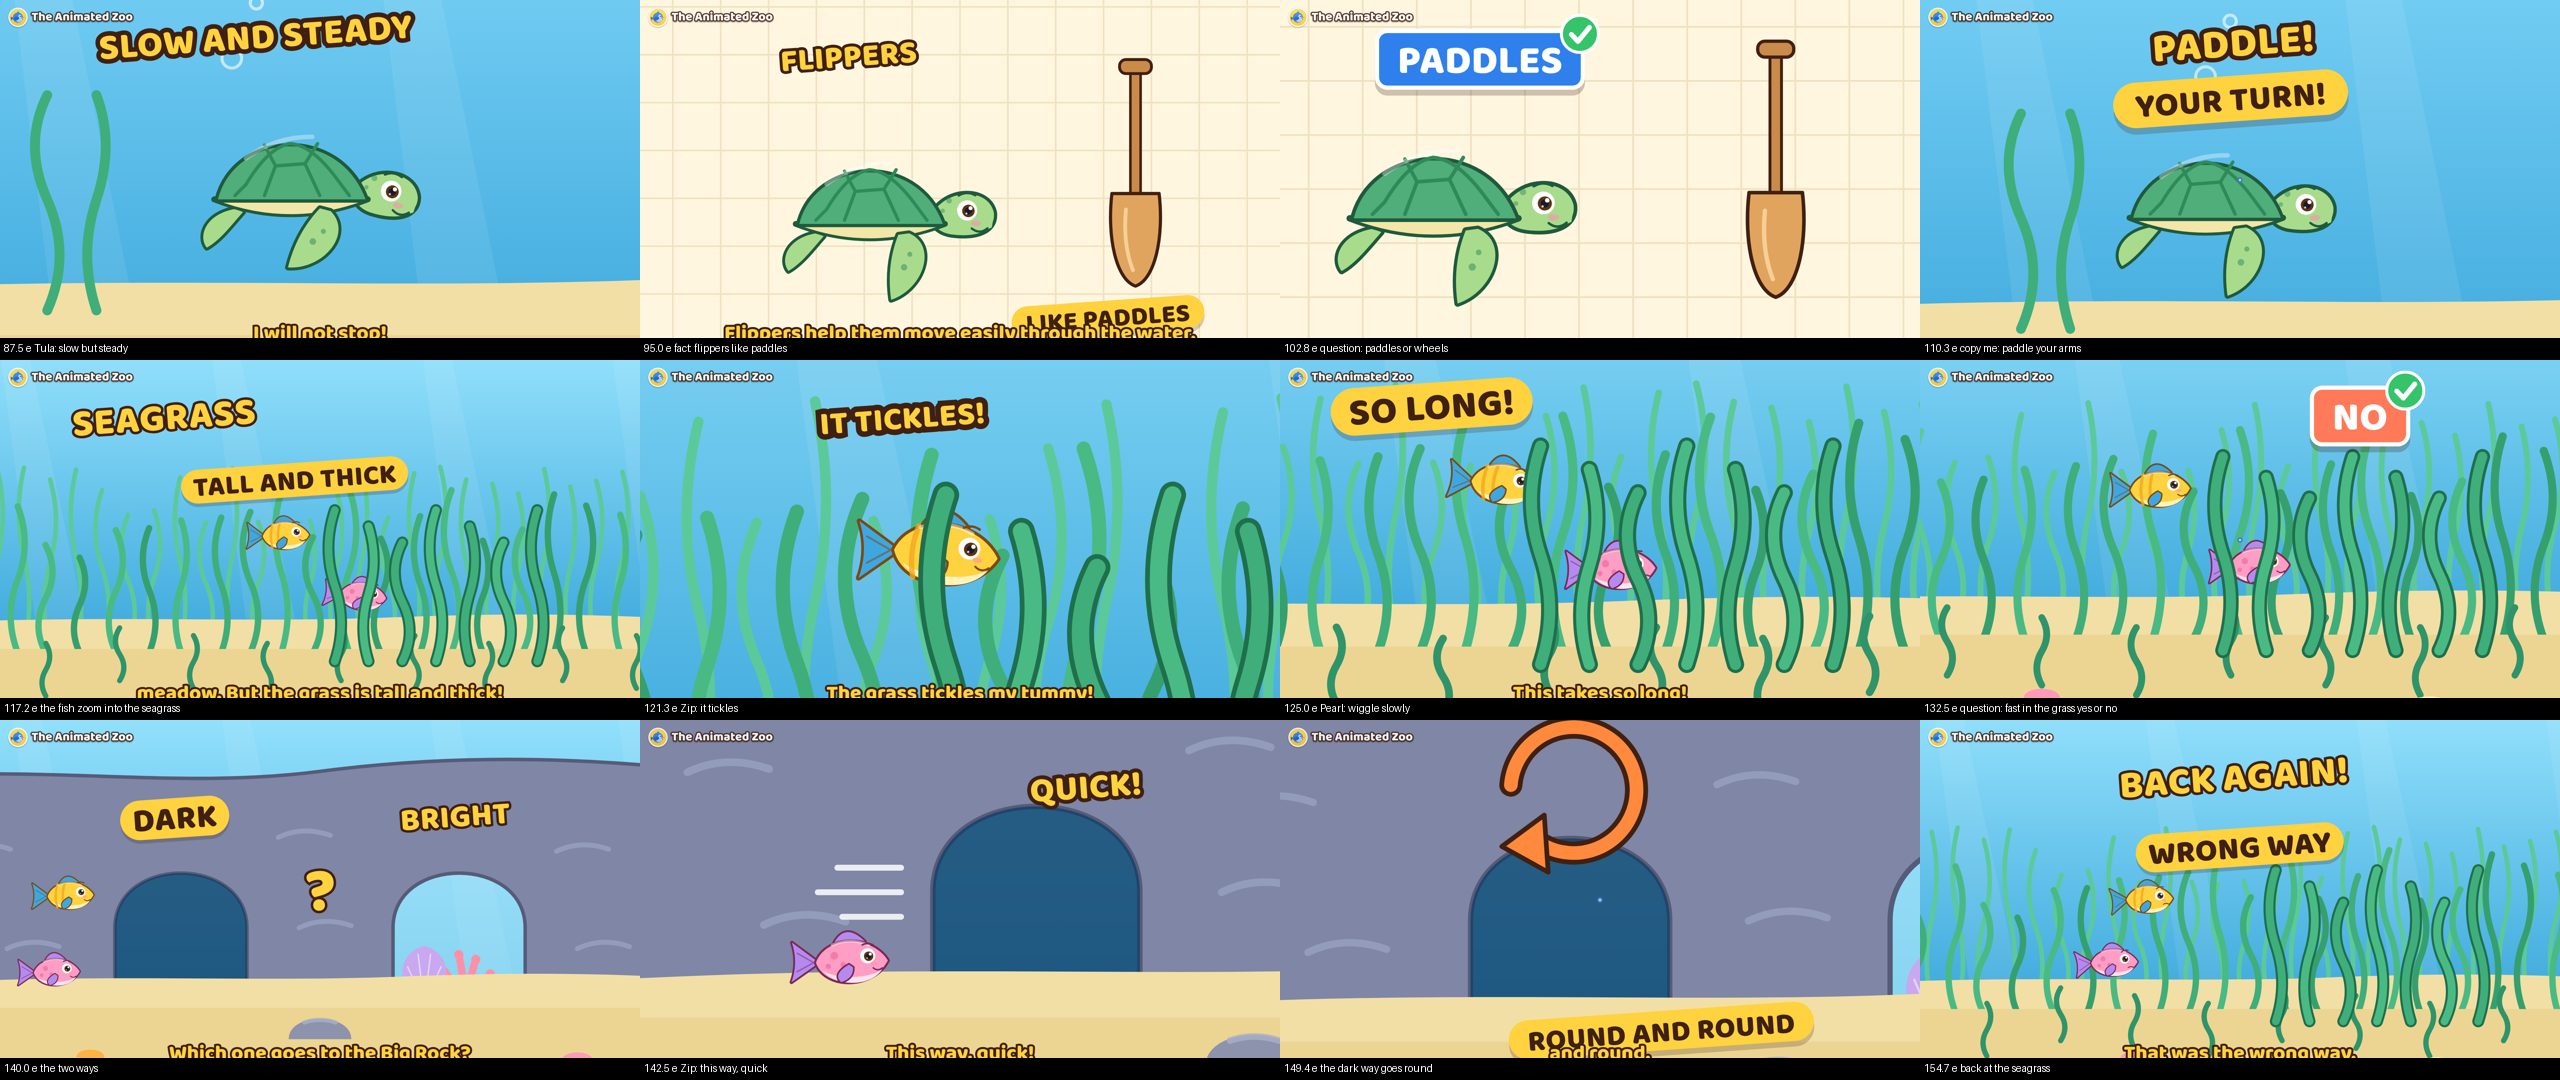 The Animated Zoo
SLOW AND STEADY
I will not stop!
87.5 e Tula: slow but steady
The Animated Zoo
FLIPPERS
LIKE PADDLES
Flippers help them move easily through the water.
95.0 e fact: flippers like paddles
The Animated Zoo
PADDLES
102.8 e question: paddles or wheels
The Animated Zoo
PADDLE!
YOUR TURN!
110.3 e copy me: paddle your arms
The Animated Zoo
SEAGRASS
TALL AND THICK
meadow. But the grass is tall and thick!
117.2 e the fish zoom into the seagrass
The Animated Zoo
IT TICKLES!
The grass tickles my tummy!
121.3 e Zip: it tickles
The Animated Zoo
SO LONG!
This takes so long!
125.0 e Pearl: wiggle slowly
The Animated Zoo
NO
132.5 e question: fast in the grass yes or no
The Animated Zoo
DARK
BRIGHT
?
Which one goes to the Big Rock?
140.0 e the two ways
The Animated Zoo
QUICK!
This way, quick!
142.5 e Zip: this way, quick
The Animated Zoo
ROUND AND ROUND
and round.
149.4 e the dark way goes round
The Animated Zoo
BACK AGAIN!
WRONG WAY
That was the wrong way.
154.7 e back at the seagrass